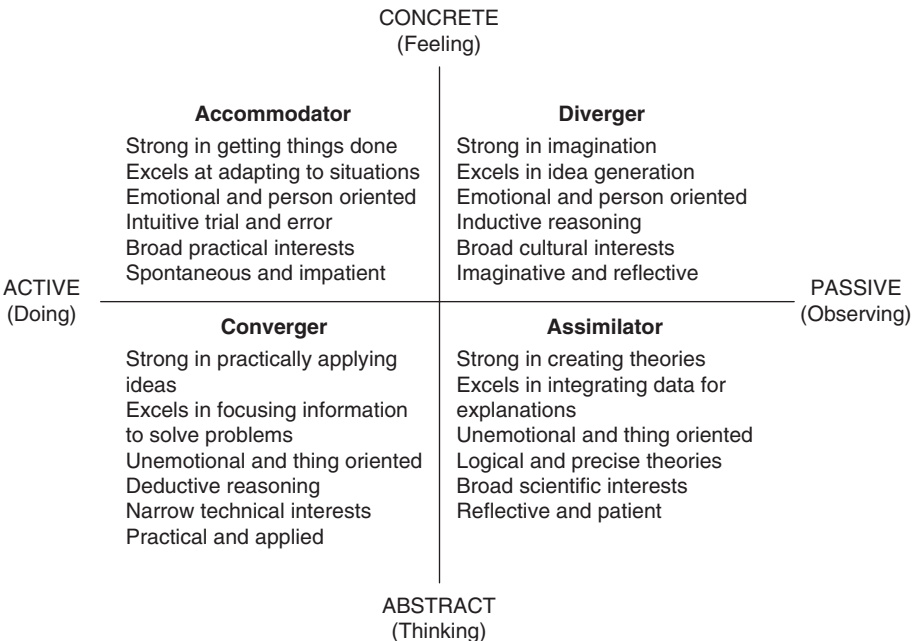 CONCRETE
(Feeling)
Accommodator
Strong in getting things done
Excels at adapting to situations
Emotional and person oriented
Intuitive trial and error
Broad practical interests
Spontaneous and impatient
Diverger
Strong in imagination
Excels in idea generation
Emotional and person oriented
Inductive reasoning
Broad cultural interests
Imaginative and reflective
ACTIVE
(Doing)
PASSIVE
(Observing)
Converger
Strong in practically applying
ideas
Excels in focusing information
to solve problems
Unemotional and thing oriented
Deductive reasoning
Narrow technical interests
Practical and applied
Assimilator
Strong in creating theories
Excels in integrating data for
explanations
Unemotional and thing oriented
Logical and precise theories
Broad scientific interests
Reflective and patient
ABSTRACT
(Thinking)